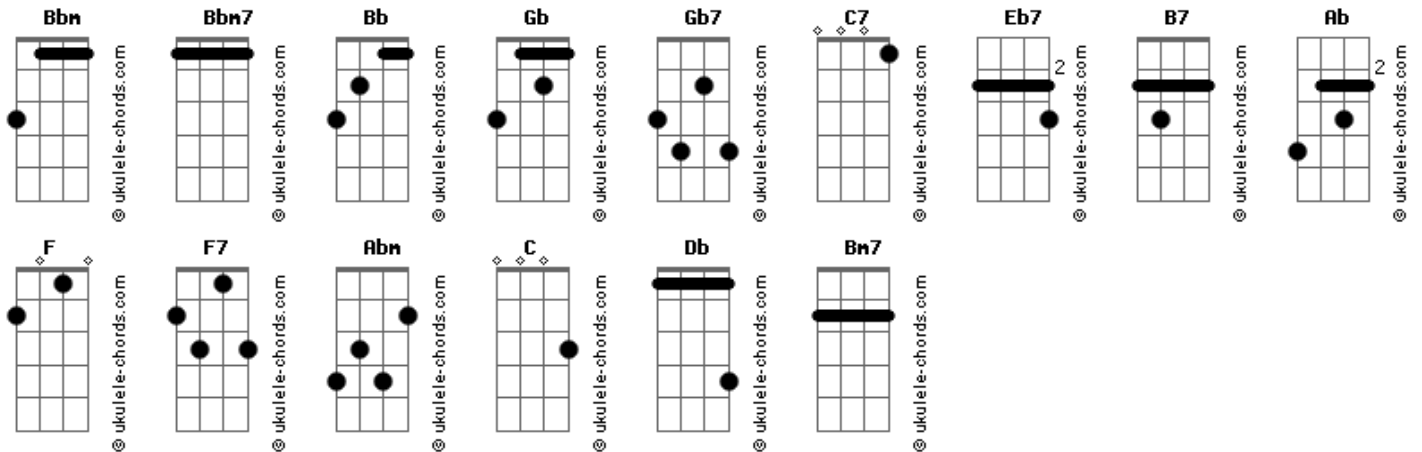 Bbm Bbm7 Bb Gb Gb7 C7 Eb7 B7 Ab
© ukulele-chords.com © ukulele-chords.com © ukulele-chords.com © ukulele-chords.com © ukulele-chords.com © ukulele-chords.com 2 © ukulele-chords.com © ukulele-chords.com 2 © ukulele-chords.com
F F7 Abm C Db Bm7
© ukulele-chords.com © ukulele-chords.com © ukulele-chords.com © ukulele-chords.com © ukulele-chords.com © ukulele-chords.com